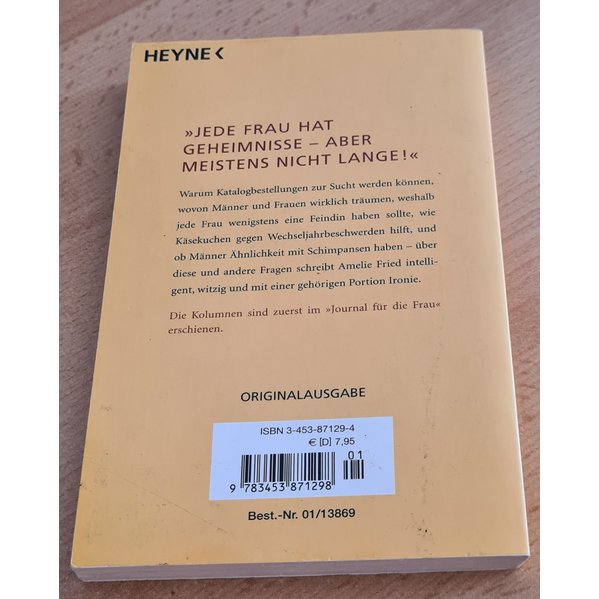 HEYNE<
»JEDE FRAU HAT
GEHEIMNISSE – ABER
MEISTENS NICHT LANGE!«
Warum Katalogbestellungen zur Sucht werden können,
wovon Männer und Frauen wirklich träumen, weshalb
jede Frau wenigstens eine Feindin haben sollte, wie
Käsekuchen gegen Wechseljahrbeschwerden hilft, und
ob Männer Ähnlichkeit mit Schimpansen haben – über
diese und andere Fragen schreibt Amelie Fried intelli-
gent, witzig und mit einer gehörigen Portion Ironie.
Die Kolumnen sind zuerst im »Journal für die Frau«
erschienen.
ORIGINALAUSGABE
ISBN 3-453-87129-4
€ [D] 7,95
01
9 783453 871298
Best.-Nr. 01/13869